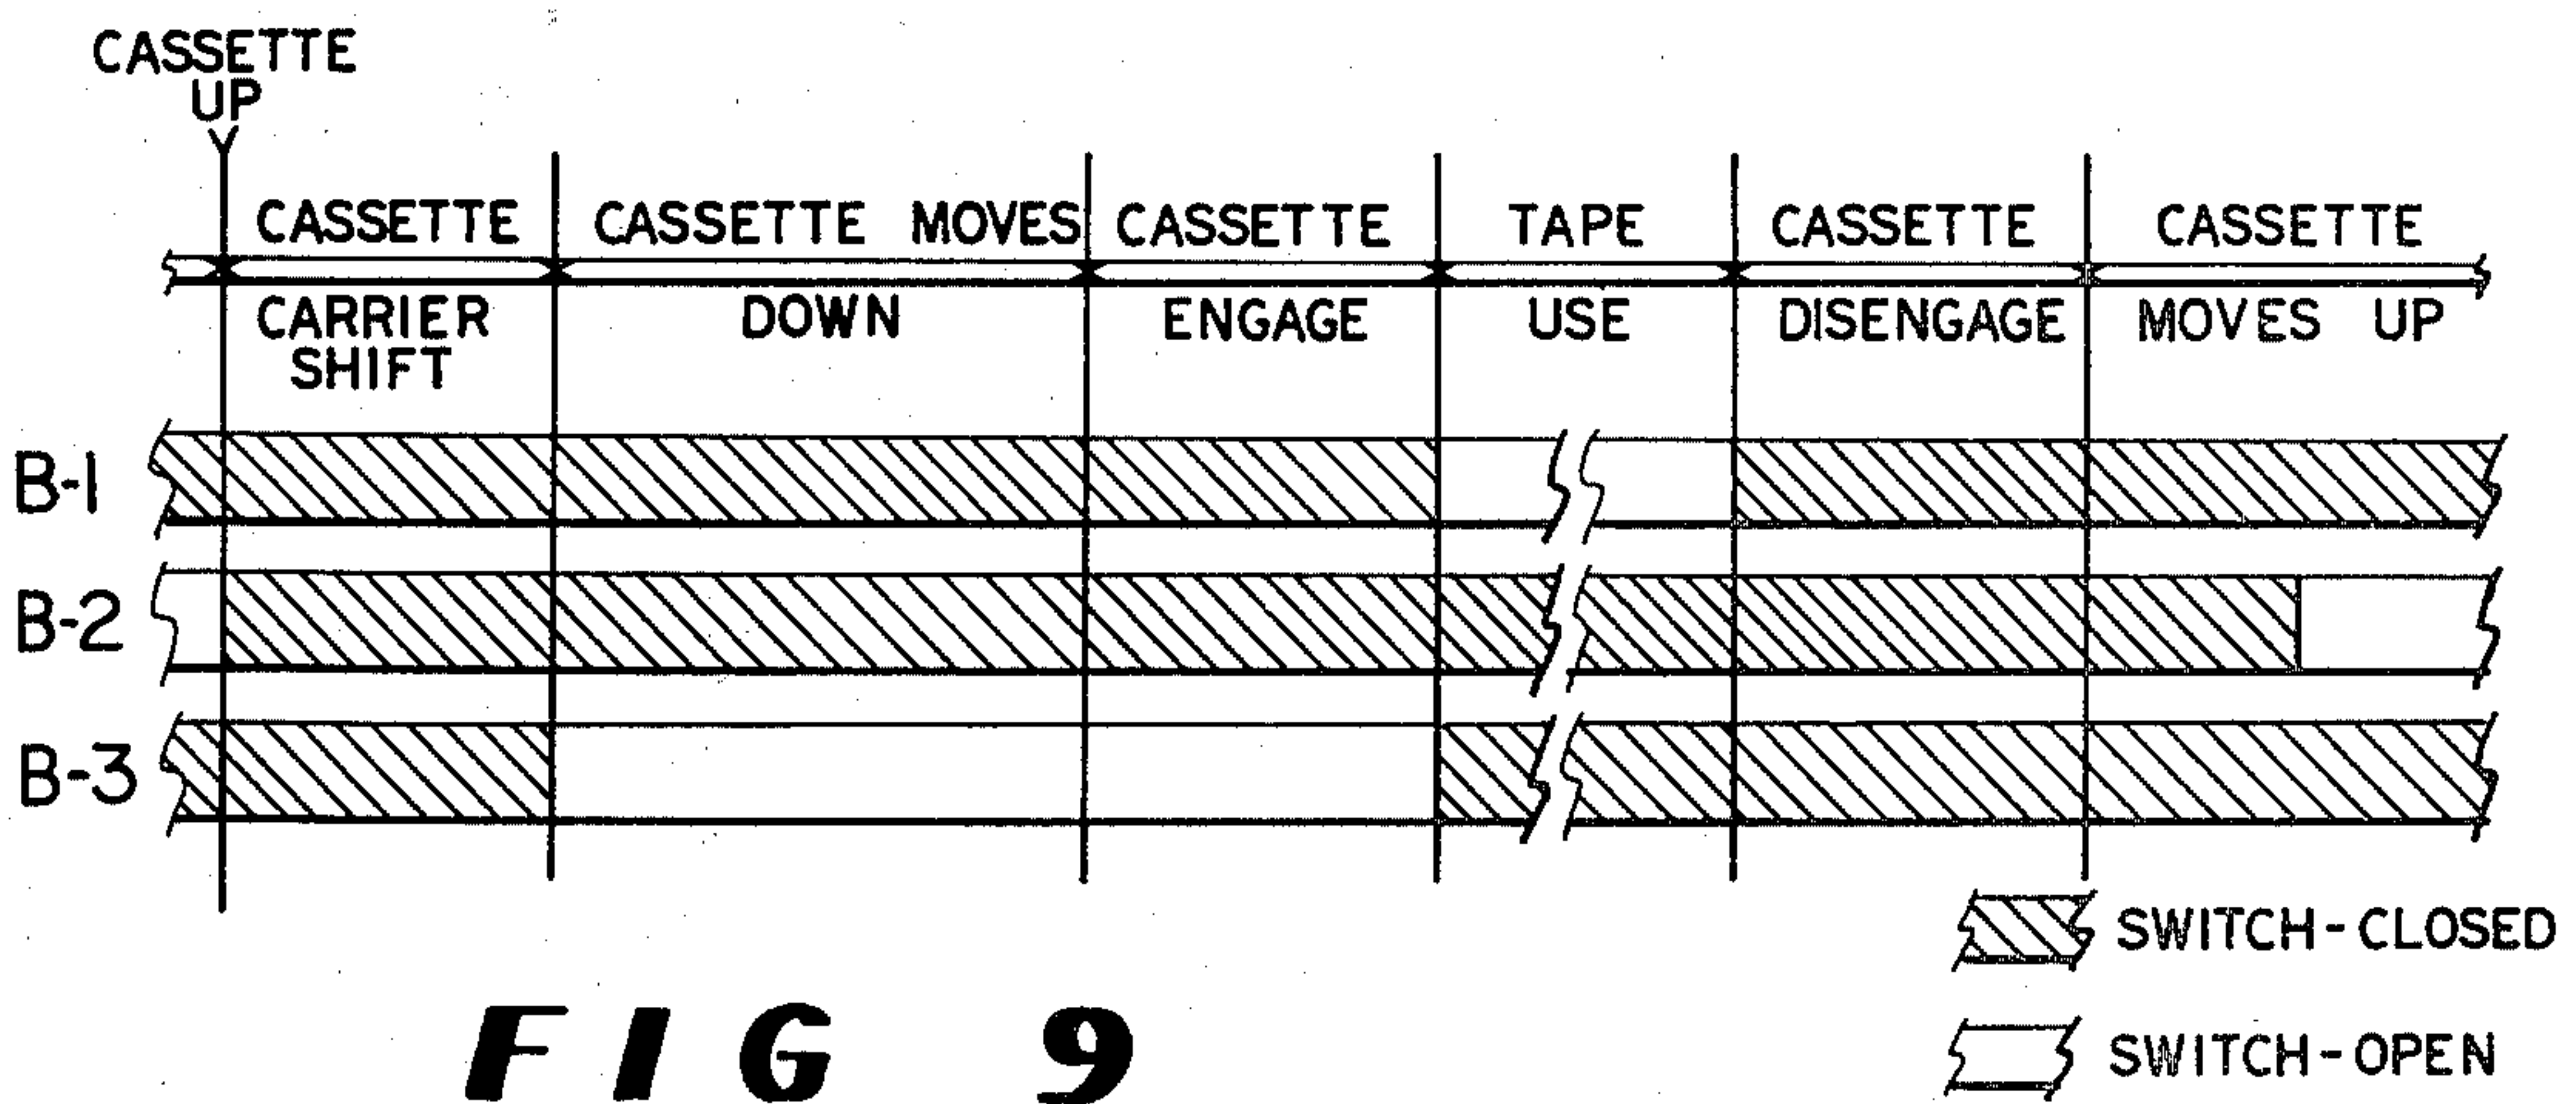 CASSETTE
UP
CASSETTE
CARRIER
SHIFT
CASSETTE MOVES
DOWN
CASSETTE
ENGAGE
TAPE
USE
CASSETTE
DISENGAGE
CASSETTE
MOVES UP
B-1
B-2
B-3
SWITCH-CLOSED
SWITCH-OPEN
FIG 9